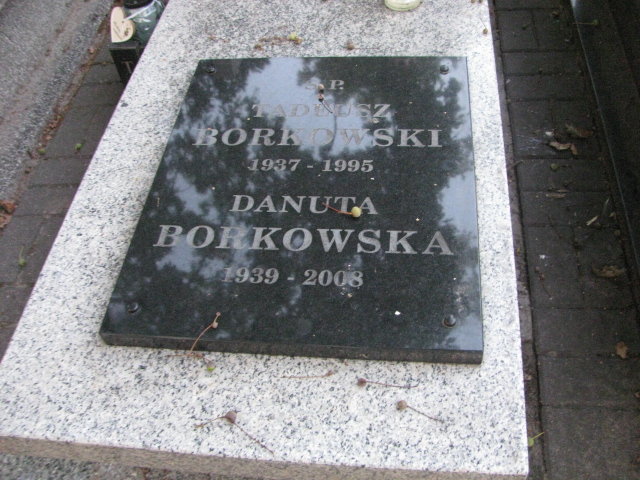 Ś.P.
TADEUSZ
BORKOWSKI
1937 - 1995
DANUTA
BORKOWSKA
1939 - 2008